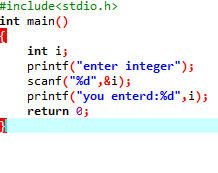 #include<stdio.h>
int main()
{
    int i;
    printf("enter integer");
    scanf("%d",&i);
    printf("you enterd:%d",i);
    return 0;
}